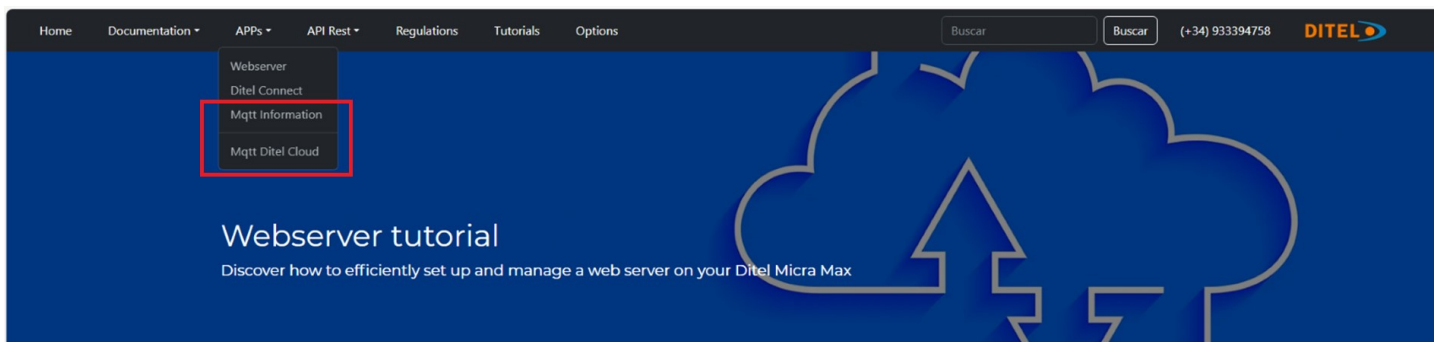 Home Documentation APPs API Rest Regulations Tutorials Options Buscar Buscar (+34) 933394758 DITEL
Webserver
Ditel Connect
Mqtt Information
Mqtt Ditel Cloud
Webserver tutorial
Discover how to efficiently set up and manage a web server on your Ditel Micra Max